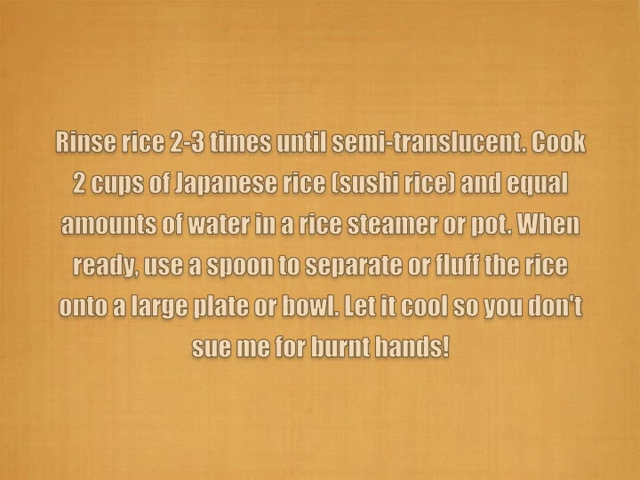 Rinse rice 2-3 times until semi-translucent. Cook
2 cups of Japanese rice (sushi rice) and equal
amounts of water in a rice steamer or pot. When
ready, use a spoon to separate or fluff the rice
onto a large plate or bowl. Let it cool so you don't
sue me for burnt hands!